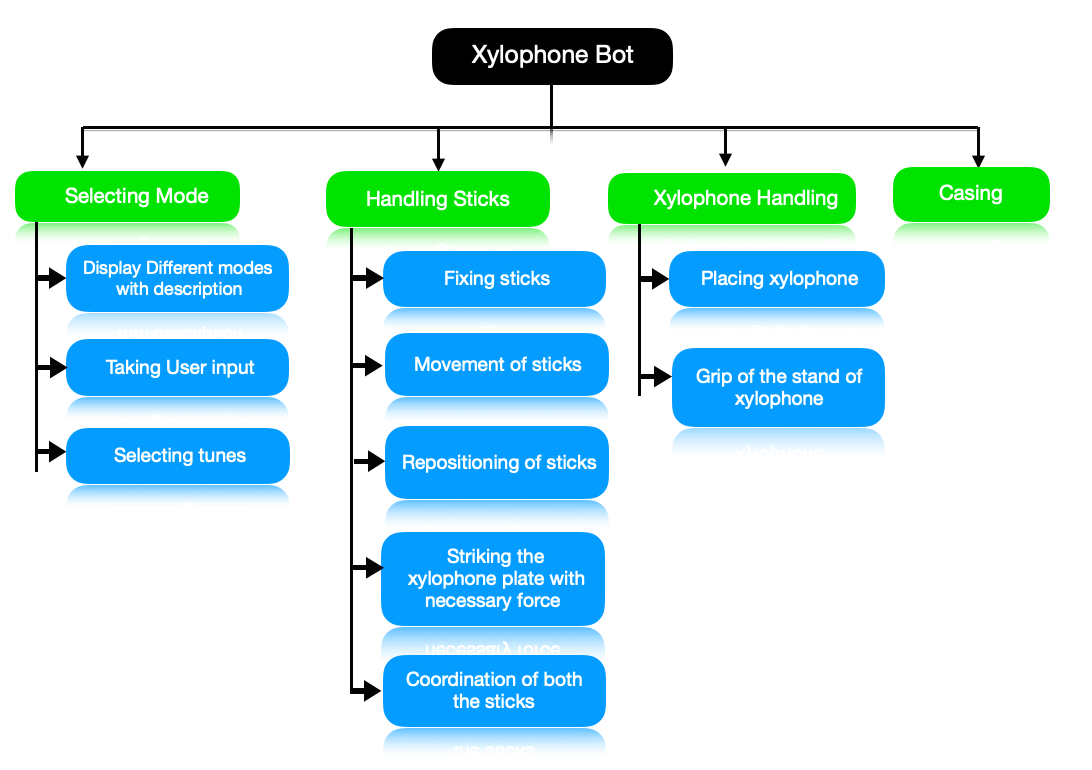 Xylophone Bot
Selecting Mode
Display Different modes
with description
Taking User input
Selecting tunes
Handling Sticks
Fixing sticks
Movement of sticks
Repositioning of sticks
Striking the
xylophone plate with
necessary force
Coordination of both
the sticks
Xylophone Handling
Placing xylophone
Grip of the stand of
xylophone
Casing